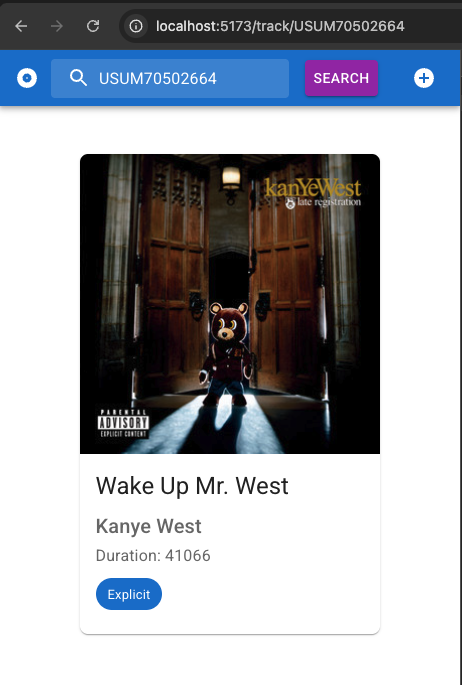 localhost:5173/track/USUM70502664
USUM70502664
SEARCH
kanYeWest
late registration
PARENTAL
ADVISORY
EXPLICIT CONTENT
Wake Up Mr. West
Kanye West
Duration: 41066
Explicit